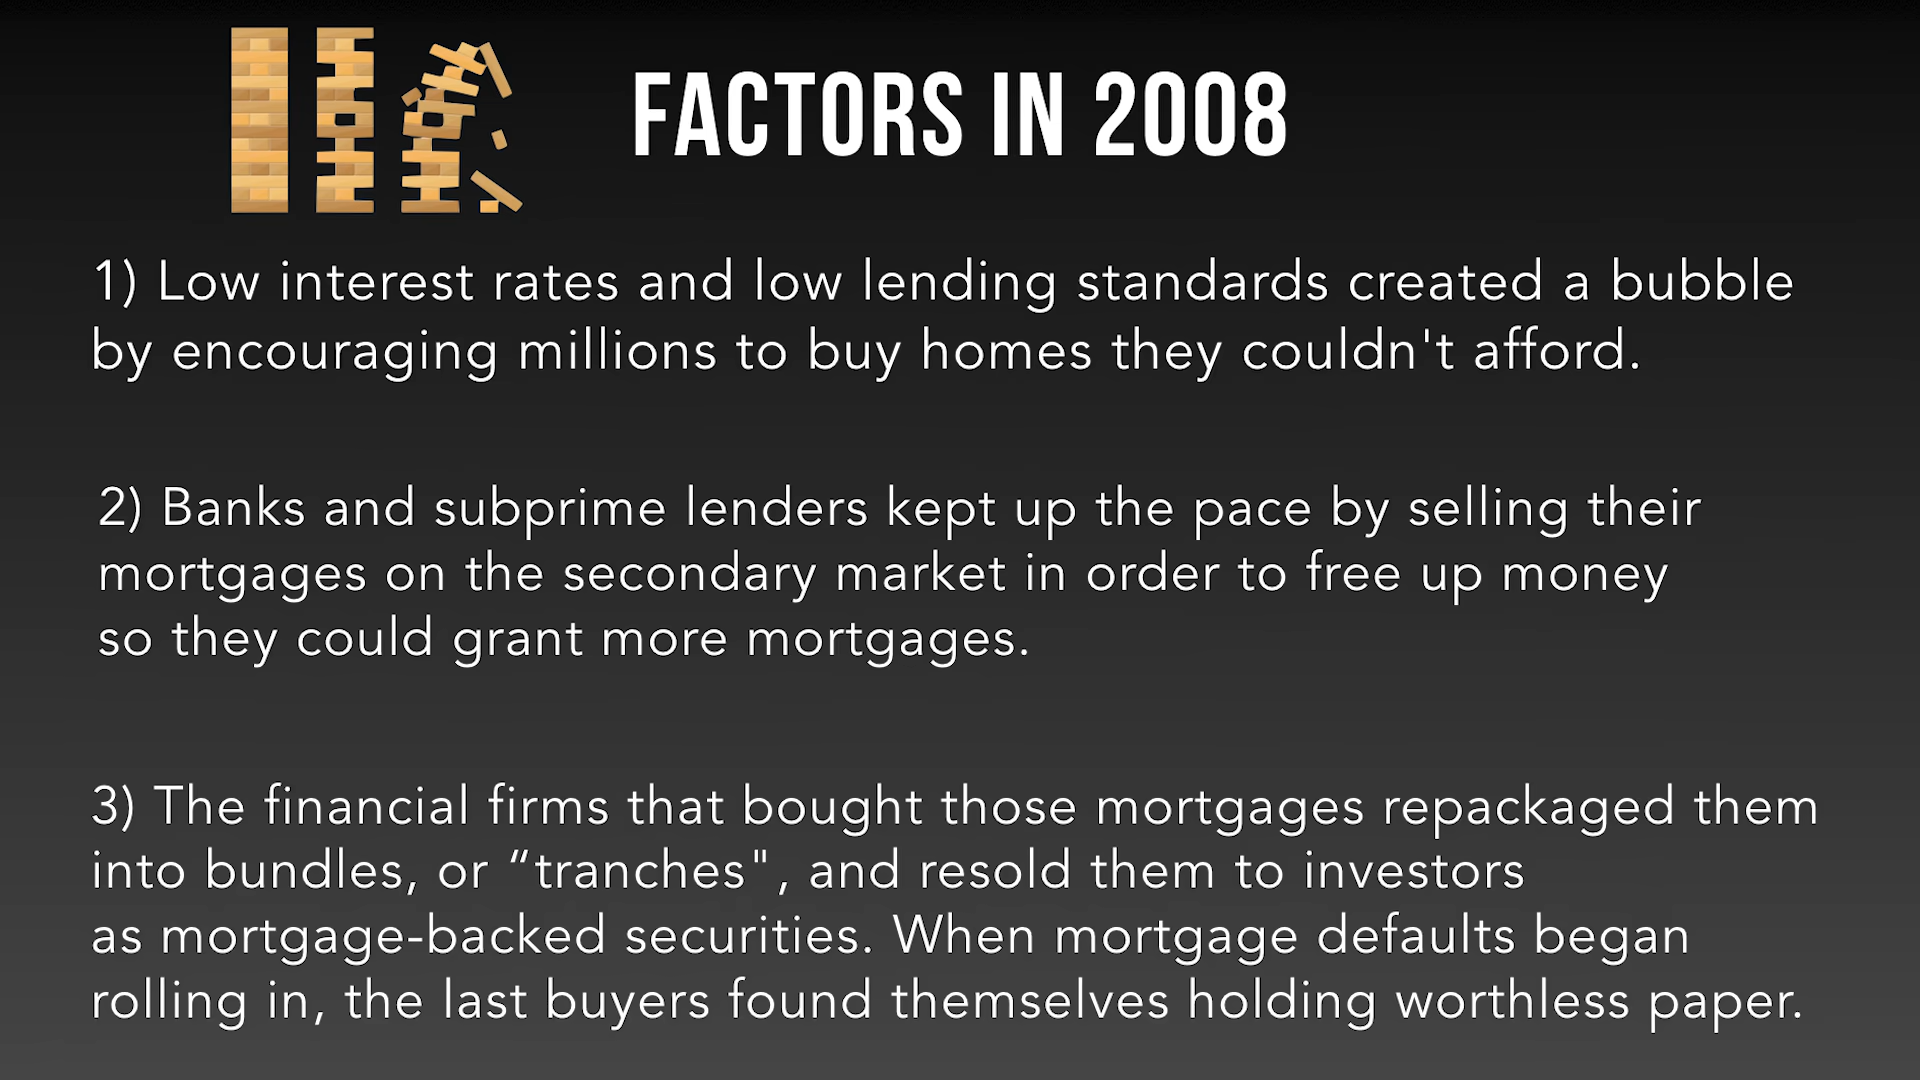 FACTORS IN 2008
1) Low interest rates and low lending standards created a bubble
by encouraging millions to buy homes they couldn't afford.
2) Banks and subprime lenders kept up the pace by selling their
mortgages on the secondary market in order to free up money
so they could grant more mortgages.
3) The financial firms that bought those mortgages repackaged them
into bundles, or “tranches", and resold them to investors
as mortgage-backed securities. When mortgage defaults began
rolling in, the last buyers found themselves holding worthless paper.